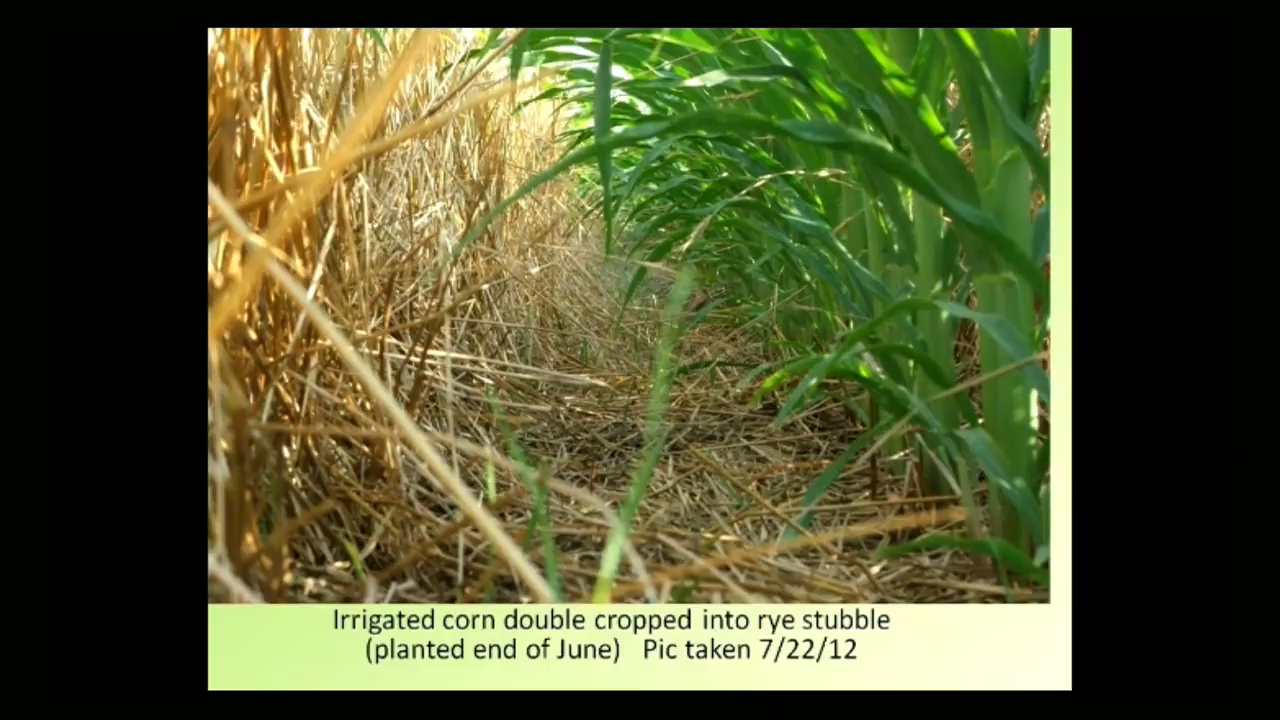 Irrigated corn double cropped into rye stubble
(planted end of June) Pic taken 7/22/12